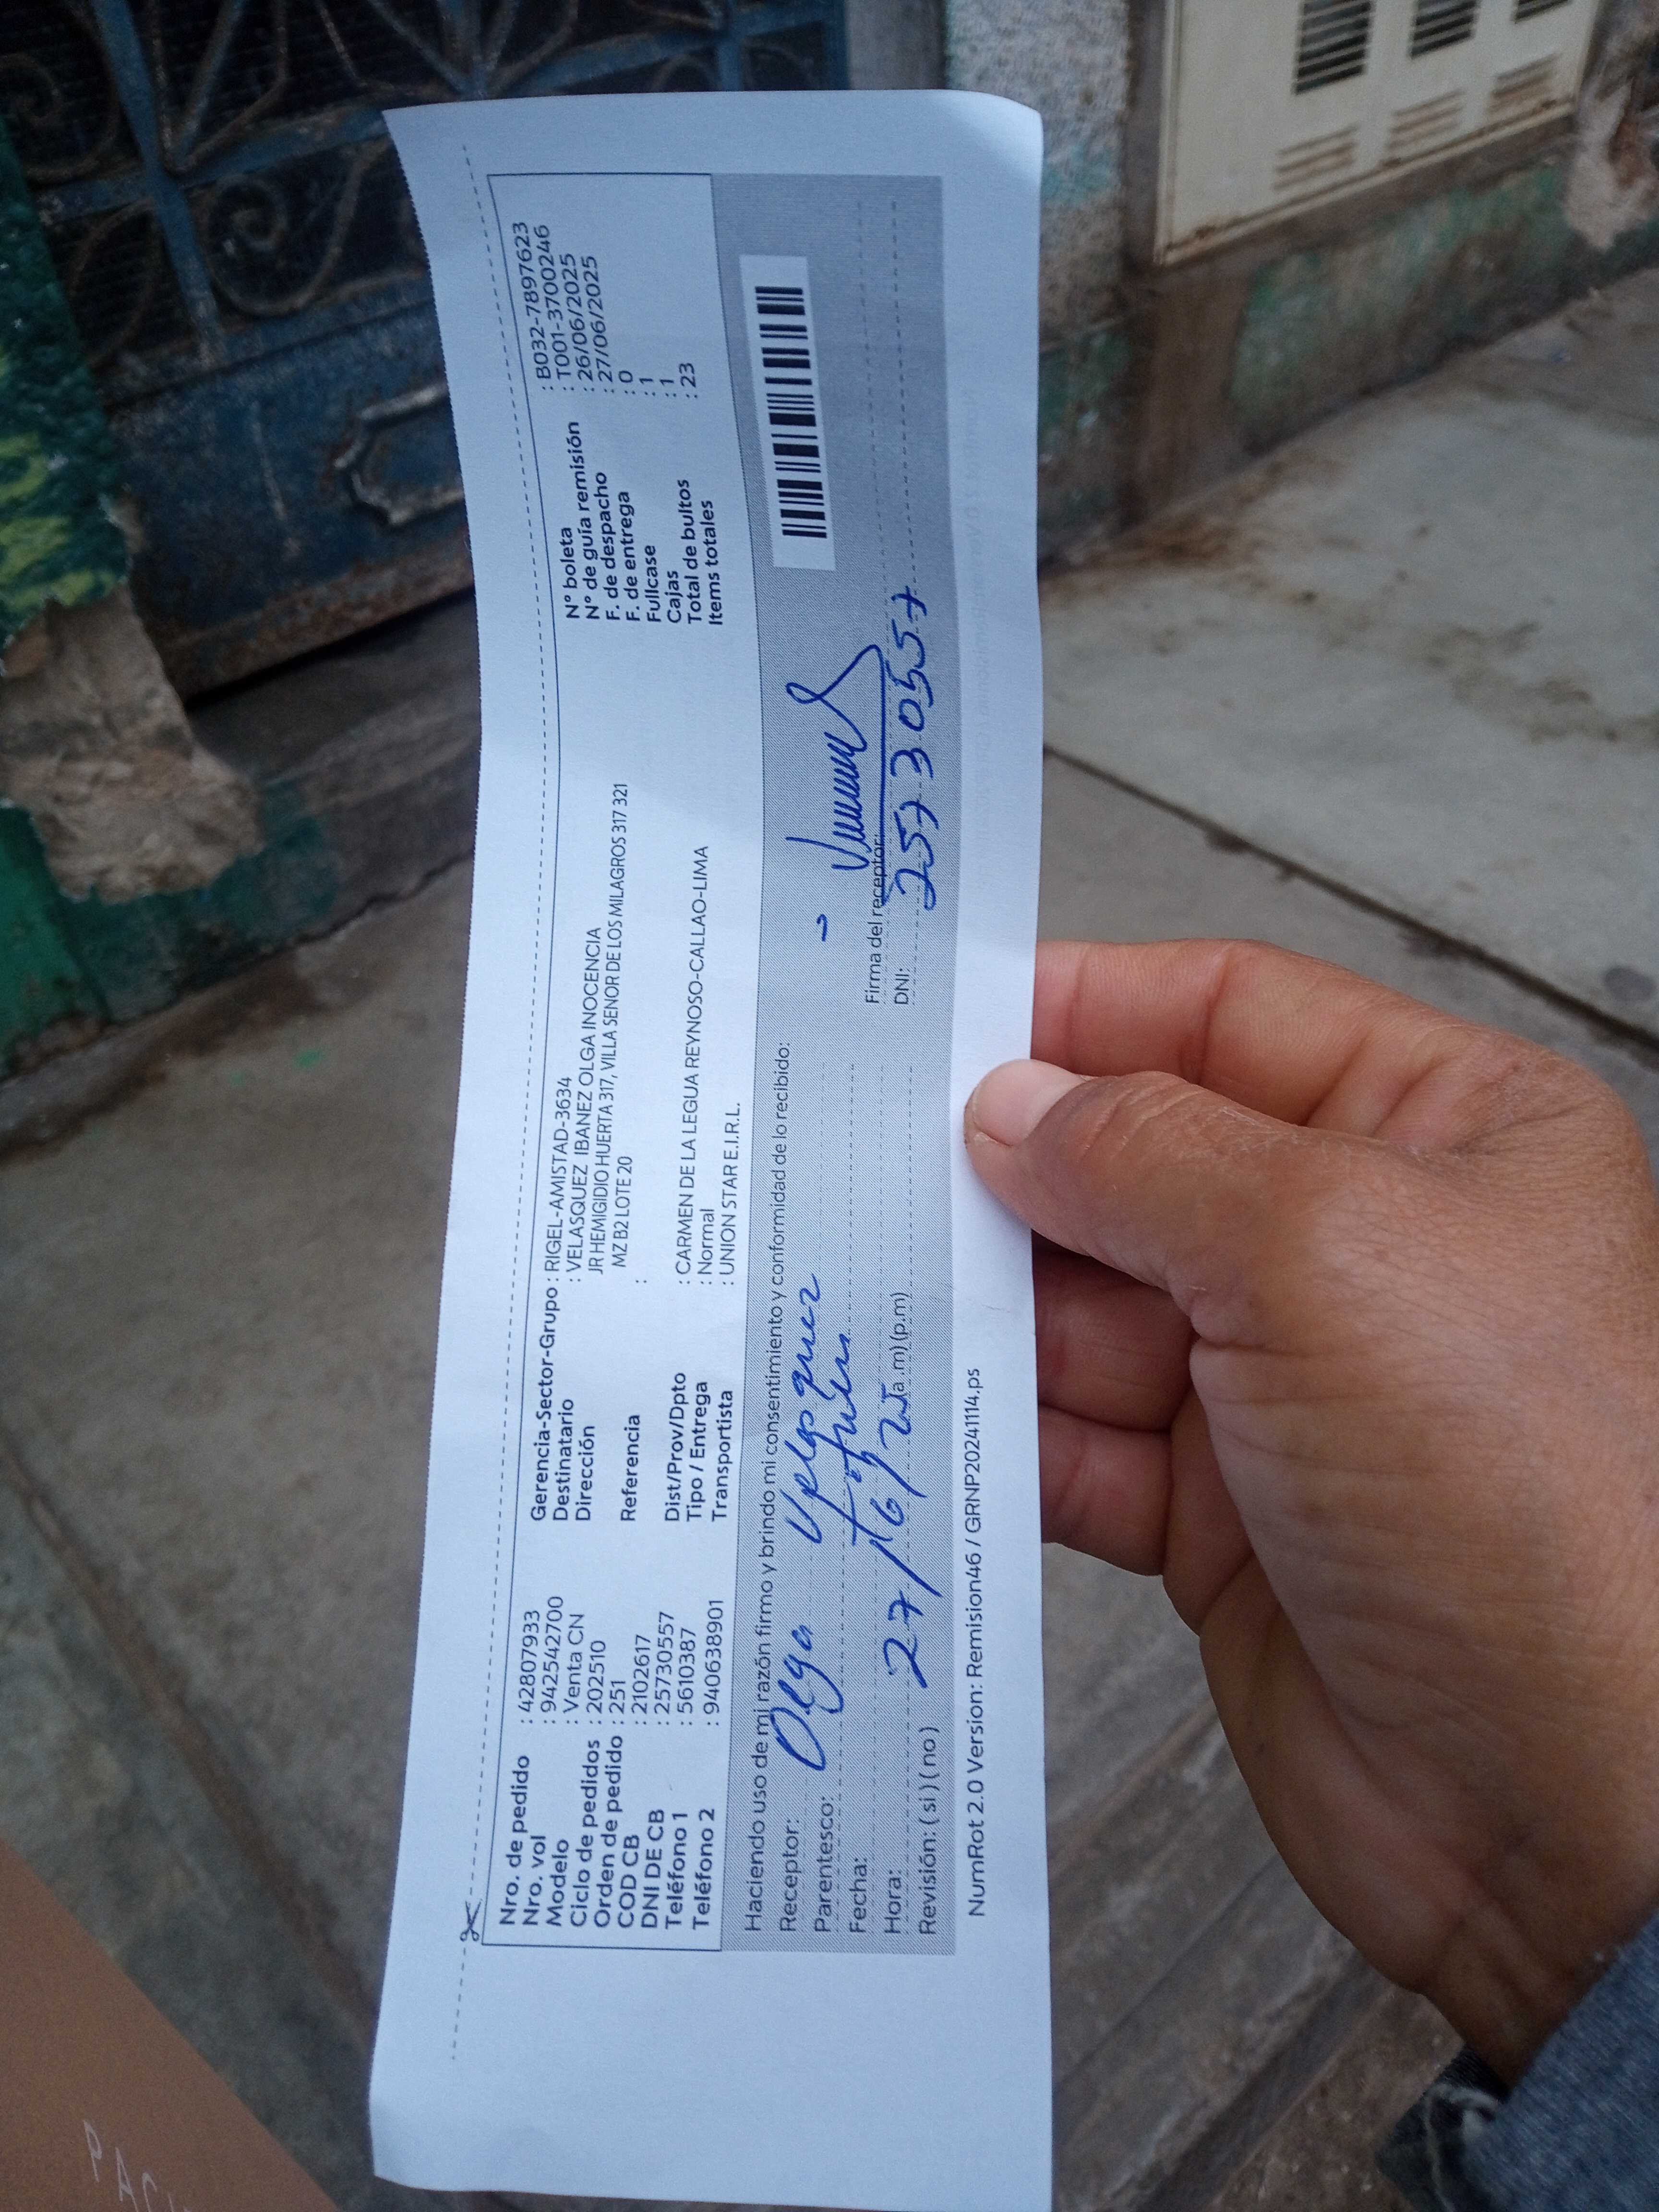 Nro. de pedido : 42807933
Nro. vol : 942542700
Modelo : Venta CN
Ciclo de pedidos : 202510
Orden de pedido : 251
COD CB : 2102617
DNI DE CB : 25730557
Teléfono 1 : 5610387
Teléfono 2 : 940638901
Gerencia-Sector-Grupo : RIGEL-AMISTAD-3634
Destinatario : VELASQUEZ IBANEZ OLGA INOCENCIA
Dirección JR HEMIGIDIO HUERTA 317, VILLA SENOR DE LOS MILAGROS 317 321
MZ B2 LOTE 20
Referencia :
Dist/Prov/Dpto : CARMEN DE LA LEGUA REYNOSO-CALLAO-LIMA
Tipo / Entrega : Normal
Transportista : UNION STAR E.I.R.L.
N° boleta : B032-7897623
N° de guía remisión : T001-3700246
F. de despacho : 26/06/2025
F. de entrega : 27/06/2025
Fullcase : 0
Cajas : 1
Total de bultos : 1
Items totales : 23
Haciendo uso de mi razón firmo y brindo mi consentimiento y conformidad de lo recibido:
Receptor: Olga Velasquez
Parentesco:
Fecha: 27/6/25
Hora: (a.m) (p.m)
Revisión: ( si ) ( no )
Firma del receptor:
DNI: 25730557
NumRot 2.0 Version: Remision46 / GRNP20241114.ps
PAC